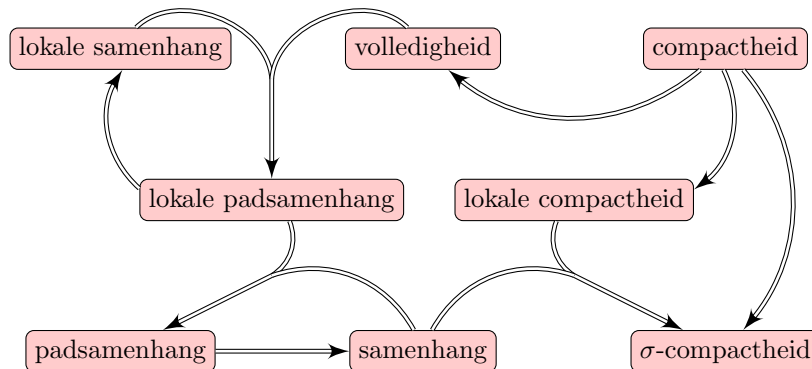 lokale samenhang
volledigheid
compactheid
lokale padsamenhang
lokale compactheid
padsamenhang
samenhang
σ-compactheid